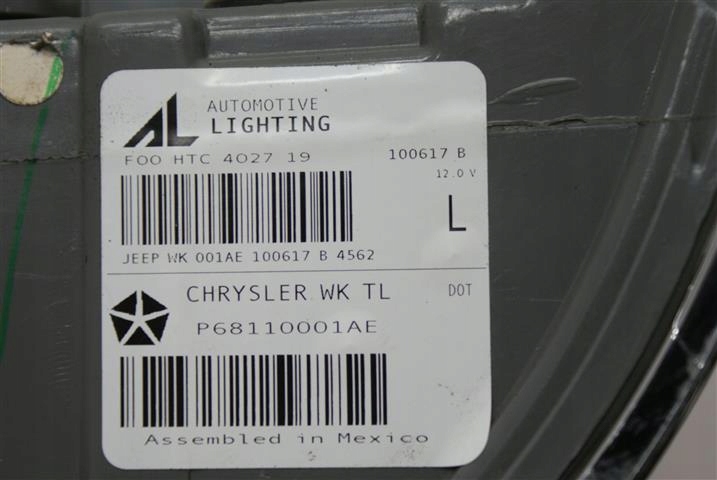 AL AUTOMOTIVE
LIGHTING
FOO HTC 4027 19 100617 B
12.0 V
L
JEEP WK 001AE 100617 B 4562
CHRYSLER WK TL DOT
P68110001AE
Assembled in Mexico